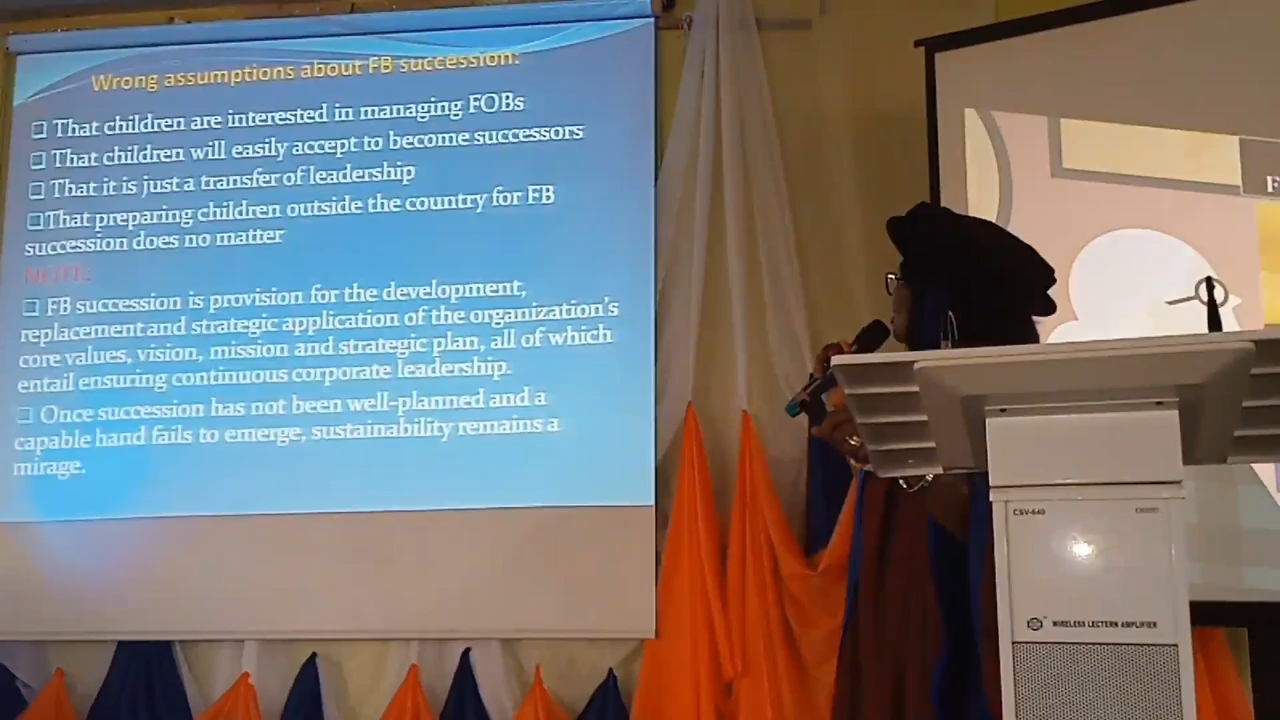 Wrong assumptions about FB succession:
❑ That children are interested in managing FOBs
❑ That children will easily accept to become successors
❑ That it is just a transfer of leadership
❑That preparing children outside the country for FB
succession does no matter
NOTE:
❑ FB succession is provision for the development,
replacement and strategic application of the organization's
core values, vision, mission and strategic plan, all of which
entail ensuring continuous corporate leadership.
❑ Once succession has not been well-planned and a
capable hand fails to emerge, sustainability remains a
mirage.
F
CSV-640
WIRELESS LECTERN AMPLIFIER